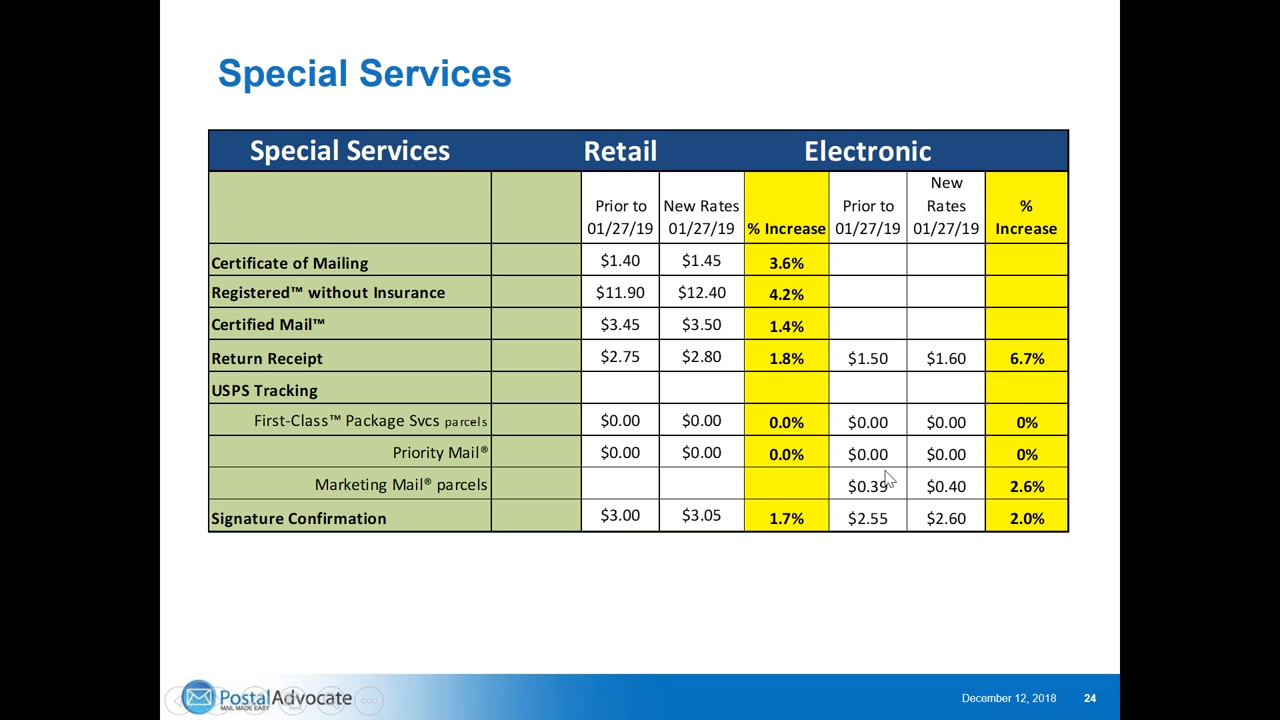 Special Services
Special Services Retail Electronic
Prior to 01/27/19 New Rates 01/27/19 % Increase Prior to 01/27/19 New Rates 01/27/19 % Increase
Certificate of Mailing $1.40 $1.45 3.6%
Registered™ without Insurance $11.90 $12.40 4.2%
Certified Mail™ $3.45 $3.50 1.4%
Return Receipt $2.75 $2.80 1.8% $1.50 $1.60 6.7%
USPS Tracking
First-Class™ Package Svcs parcels $0.00 $0.00 0.0% $0.00 $0.00 0%
Priority Mail® $0.00 $0.00 0.0% $0.00 $0.00 0%
Marketing Mail® parcels $0.39 $0.40 2.6%
Signature Confirmation $3.00 $3.05 1.7% $2.55 $2.60 2.0%
PostalAdvocate
MAIL MADE EASY
December 12, 2018 24